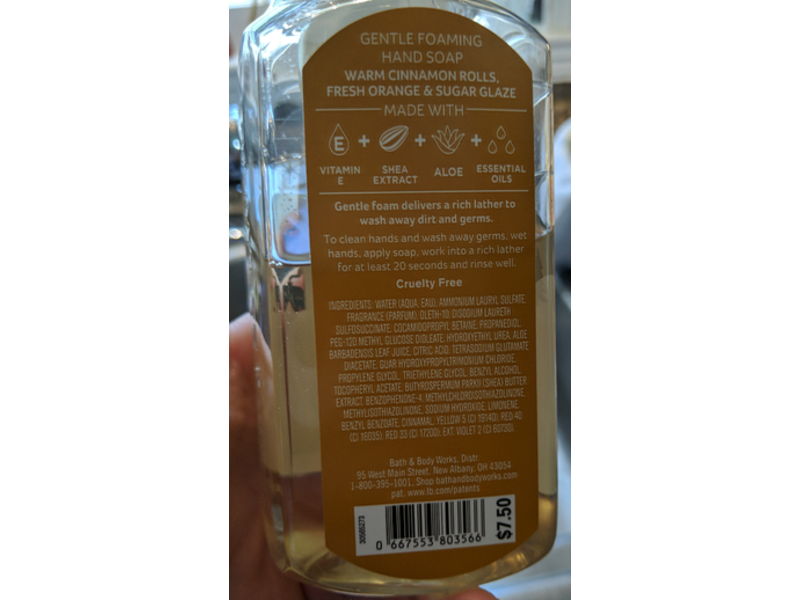 GENTLE FOAMING
HAND SOAP
WARM CINNAMON ROLLS,
FRESH ORANGE & SUGAR GLAZE
MADE WITH
E + + +
VITAMIN E SHEA EXTRACT ALOE ESSENTIAL OILS
Gentle foam delivers a rich lather to
wash away dirt and germs.
To clean hands and wash away germs, wet
hands, apply soap, work into a rich lather
for at least 20 seconds and rinse well.
Cruelty Free
INGREDIENTS: WATER (AQUA, EAU), AMMONIUM LAURYL SULFATE,
FRAGRANCE (PARFUM), OLETH-10, DISODIUM LAURETH
SULFOSUCCINATE, COCAMIDOPROPYL BETAINE, PROPANEDIOL,
PEG-120 METHYL GLUCOSE DIOLEATE, HYDROXYETHYL UREA, ALOE
BARBADENSIS LEAF JUICE, CITRIC ACID, TETRASODIUM GLUTAMATE
DIACETATE, GUAR HYDROXYPROPYLTRIMONIUM CHLORIDE,
PROPYLENE GLYCOL, TRIETHYLENE GLYCOL, BENZYL ALCOHOL,
TOCOPHERYL ACETATE, BUTYROSPERMUM PARKII (SHEA) BUTTER
EXTRACT, BENZOPHENONE-4, METHYLCHLOROISOTHIAZOLINONE,
METHYLISOTHIAZOLINONE, SODIUM HYDROXIDE, LIMONENE,
BENZYL BENZOATE, CINNAMAL, YELLOW 5 (CI 19140), RED 40
(CI 16035), RED 33 (CI 17200), EXT. VIOLET 2 (CI 60730).
Bath & Body Works, Distr.
95 West Main Street, New Albany, OH 43054
1-800-395-1001. Shop bathandbodyworks.com
pat. www.lb.com/patents
0 667553 803566
$7.50